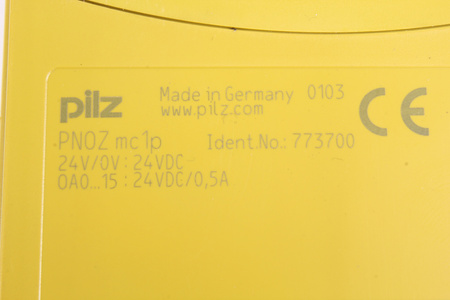 pilz Made in Germany 0103 CE
www.pilz.com
PNOZ mc1p Ident.No.: 773700
24V/0V : 24VDC
OA0...15 : 24VDC/0,5A